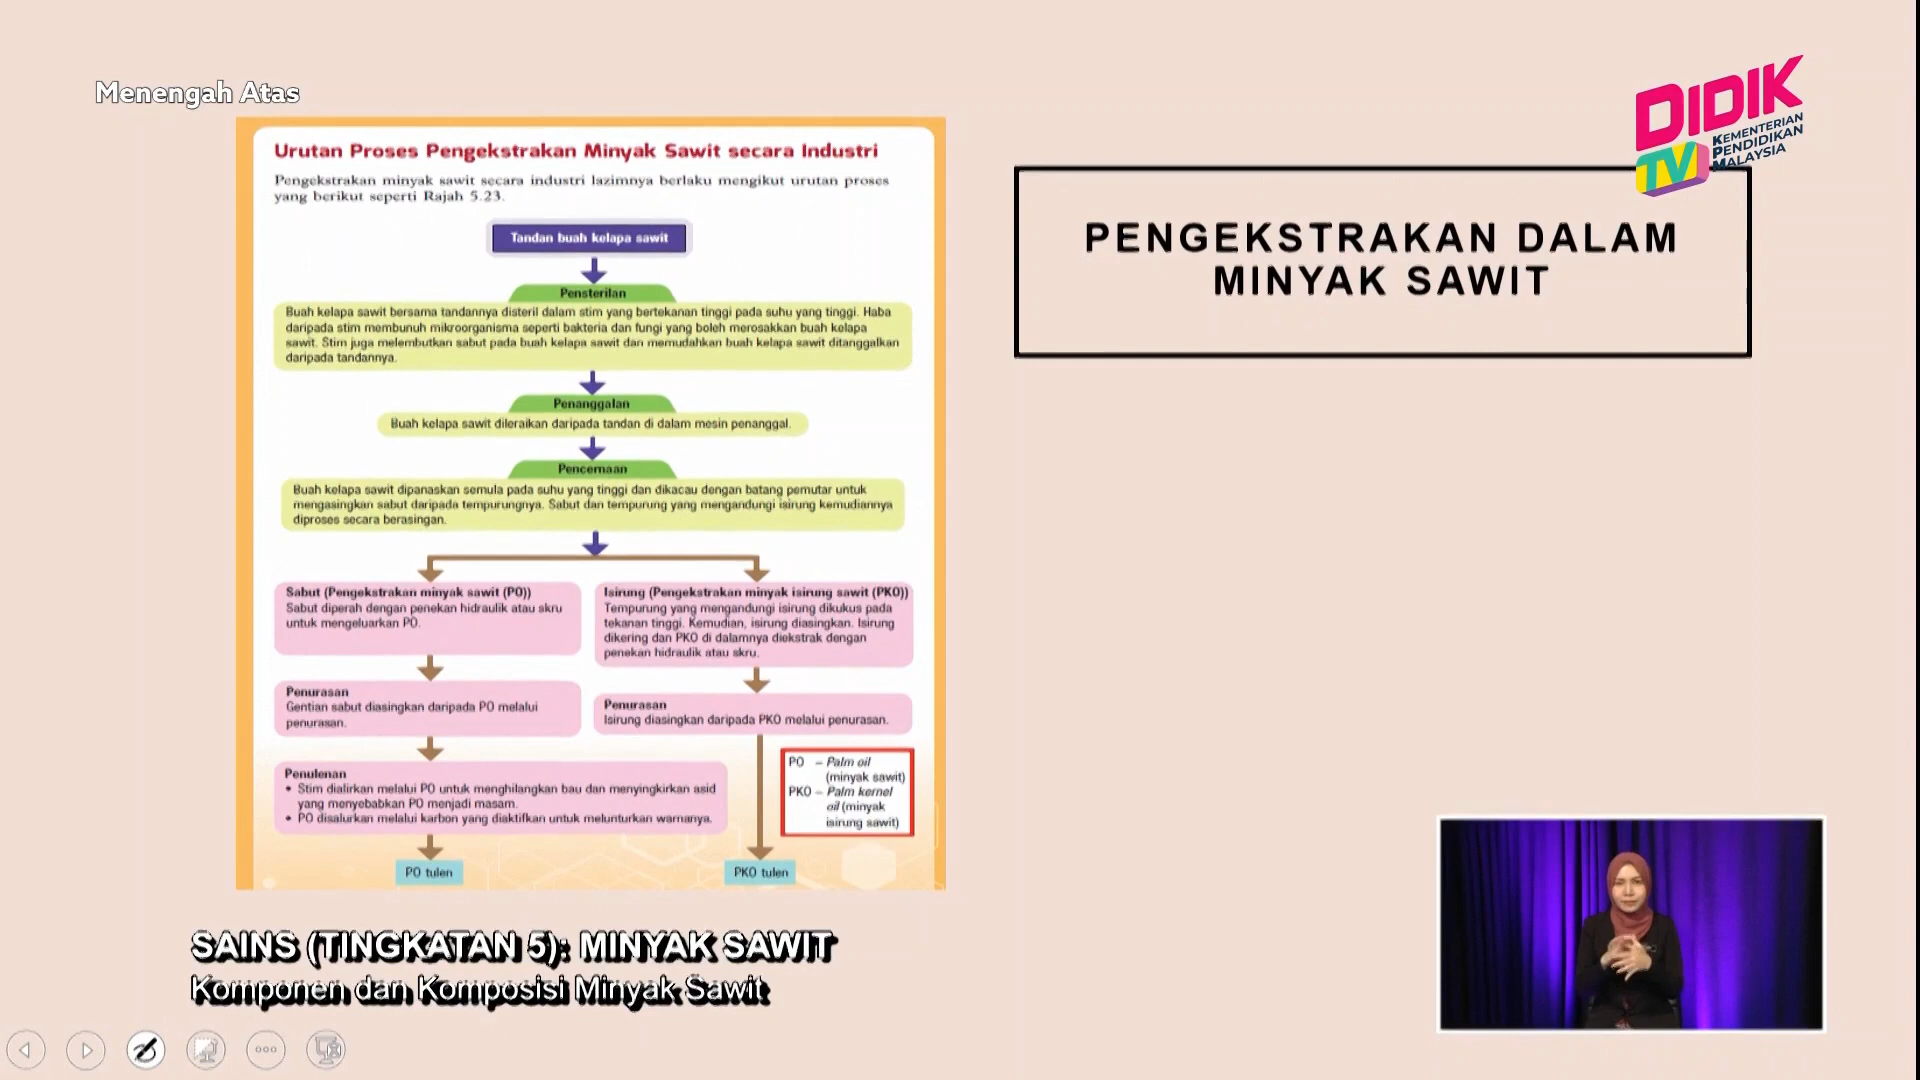 Menengah Atas
DIDIK
TV
KEMENTERIAN
PENDIDIKAN
MALAYSIA
Urutan Proses Pengekstrakan Minyak Sawit secara Industri
Pengekstrakan minyak sawit secara industri lazimnya berlaku mengikut urutan proses
yang berikut seperti Rajah 5.23.
Tandan buah kelapa sawit
Pensterilan
Buah kelapa sawit bersama tandannya disteril dalam stim yang bertekanan tinggi pada suhu yang tinggi. Haba
daripada stim membunuh mikroorganisma seperti bakteria dan fungi yang boleh merosakkan buah kelapa
sawit. Stim juga melembutkan sabut pada buah kelapa sawit dan memudahkan buah kelapa sawit ditanggalkan
daripada tandannya.
Penanggalan
Buah kelapa sawit dileraikan daripada tandan di dalam mesin penanggal.
Pencernaan
Buah kelapa sawit dipanaskan semula pada suhu yang tinggi dan dikacau dengan batang pemutar untuk
mengasingkan sabut daripada tempurungnya. Sabut dan tempurung yang mengandungi isirung kemudiannya
diproses secara berasingan.
Sabut (Pengekstrakan minyak sawit (PO))
Sabut diperah dengan penekan hidraulik atau skru
untuk mengeluarkan PO.
Isirung (Pengekstrakan minyak isirung sawit (PKO))
Tempurung yang mengandungi isirung dikukus pada
tekanan tinggi. Kemudian, isirung diasingkan. Isirung
dikering dan PKO di dalamnya diekstrak dengan
penekan hidraulik atau skru.
Penurasan
Gentian sabut diasingkan daripada PO melalui
penurasan.
Penurasan
Isirung diasingkan daripada PKO melalui penurasan.
Penulenan
• Stim dialirkan melalui PO untuk menghilangkan bau dan menyingkirkan asid
yang menyebabkan PO menjadi masam.
• PO disalurkan melalui karbon yang diaktifkan untuk melunturkan warnanya.
PO – Palm oil
(minyak sawit)
PKO – Palm kernel
oil (minyak
isirung sawit)
PO tulen
PKO tulen
PENGEKSTRAKAN DALAM
MINYAK SAWIT
SAINS (TINGKATAN 5): MINYAK SAWIT
Komponen dan Komposisi Minyak Sawit